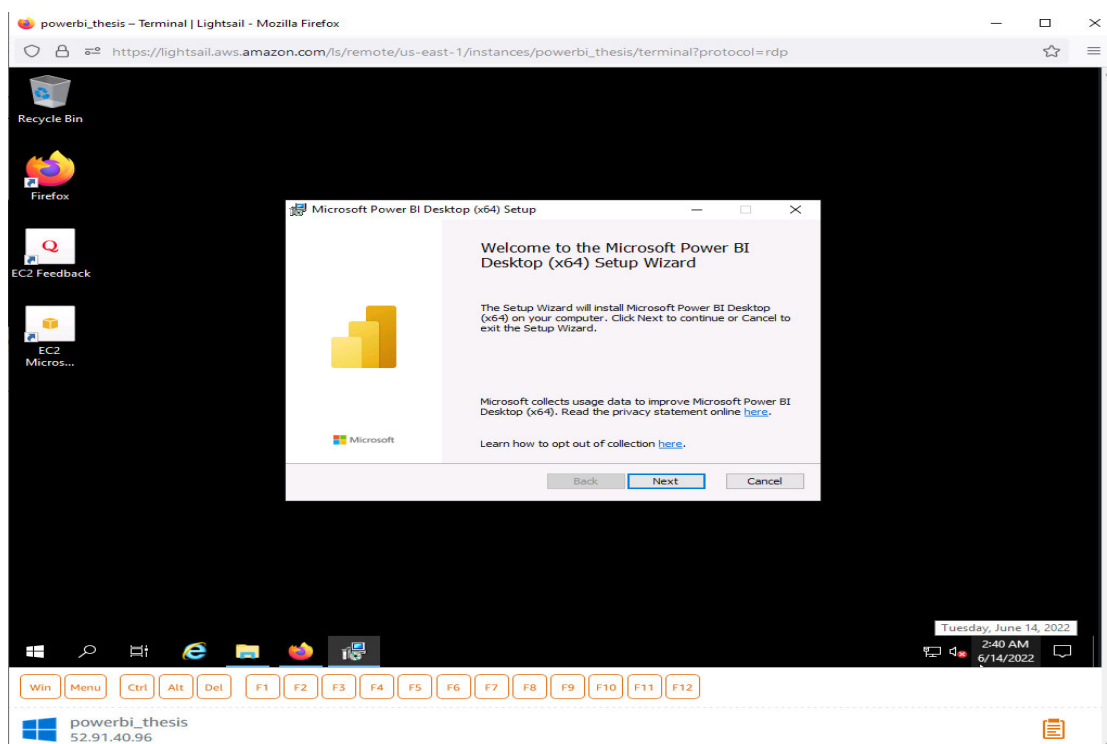 powerbi_thesis – Terminal | Lightsail - Mozilla Firefox
https://lightsail.aws.amazon.com/ls/remote/us-east-1/instances/powerbi_thesis/terminal?protocol=rdp
Recycle Bin
Firefox
EC2 Feedback
EC2
Micros...
Microsoft Power BI Desktop (x64) Setup
Welcome to the Microsoft Power BI
Desktop (x64) Setup Wizard
The Setup Wizard will install Microsoft Power BI Desktop
(x64) on your computer. Click Next to continue or Cancel to
exit the Setup Wizard.
Microsoft collects usage data to improve Microsoft Power BI
Desktop (x64). Read the privacy statement online here.
Microsoft
Learn how to opt out of collection here.
Back Next Cancel
Tuesday, June 14, 2022
2:40 AM
6/14/2022
Win Menu Ctrl Alt Del F1 F2 F3 F4 F5 F6 F7 F8 F9 F10 F11 F12
powerbi_thesis
52.91.40.96